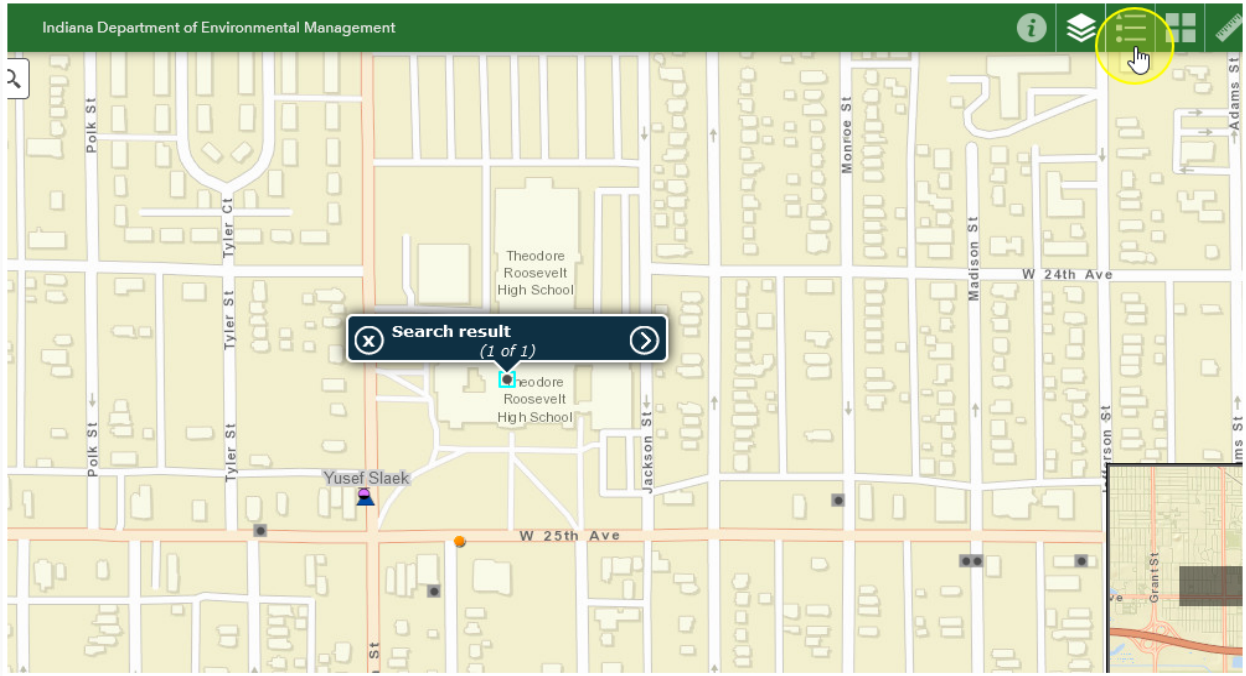 Indiana Department of Environmental Management
i
Polk St
Tyler Ct
Monroe St
Adams St
Madison St
W 24th Ave
Theodore
Roosevelt
High School
Tyler St
Search result
(1 of 1)
x
Roosevelt
High School
Polk St
Tyler St
Jackson St
Yusef Slaek
W 25th Ave
Grant St
St